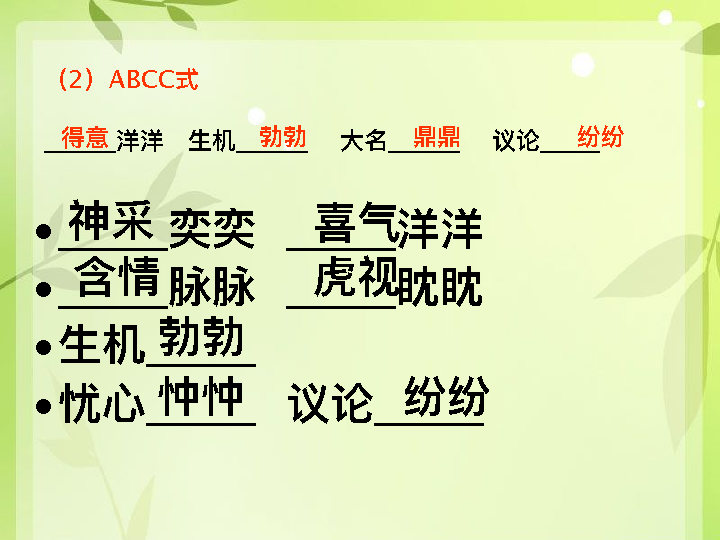 （2）ABCC式
得意洋洋 生机勃勃 大名鼎鼎 议论纷纷
•神采奕奕 喜气洋洋
•含情脉脉 虎视眈眈
•生机勃勃
•忧心忡忡 议论纷纷